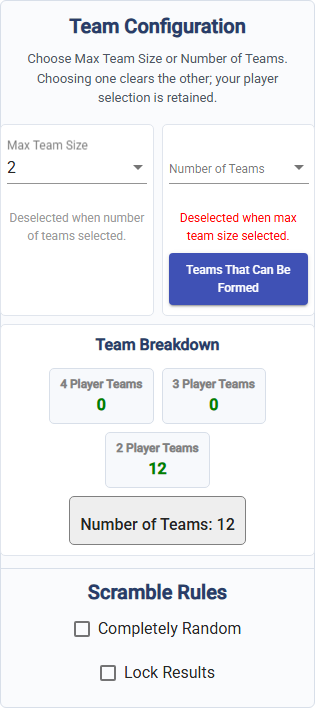 Team Configuration
Choose Max Team Size or Number of Teams.
Choosing one clears the other; your player
selection is retained.
Max Team Size
2
Deselected when number
of teams selected.
Number of Teams
Deselected when max
team size selected.
Teams That Can Be
Formed
Team Breakdown
4 Player Teams
0
3 Player Teams
0
2 Player Teams
12
Number of Teams: 12
Scramble Rules
Completely Random
Lock Results